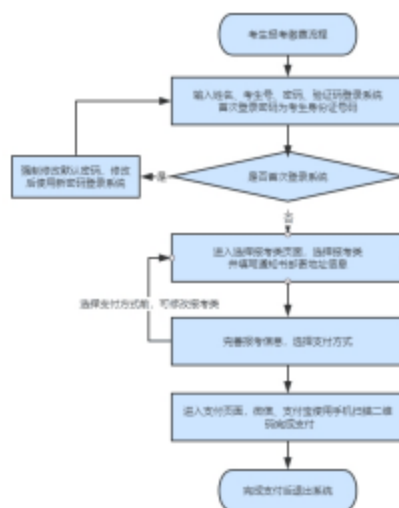 考生报考缴费流程
输入姓名、考生号、密码、验证码登录系统
首次登录密码为考生身份证号码
强制修改默认密码，修改
后使用新密码登录系统
是
是否首次登录系统
否
进入选择报考类页面，选择报考类
并填写通知书邮寄地址信息
选择支付方式前，可修改报考类
完善报考信息，选择支付方式
进入支付页面，微信、支付宝使用手机扫描二维
码完成支付
完成支付后退出系统